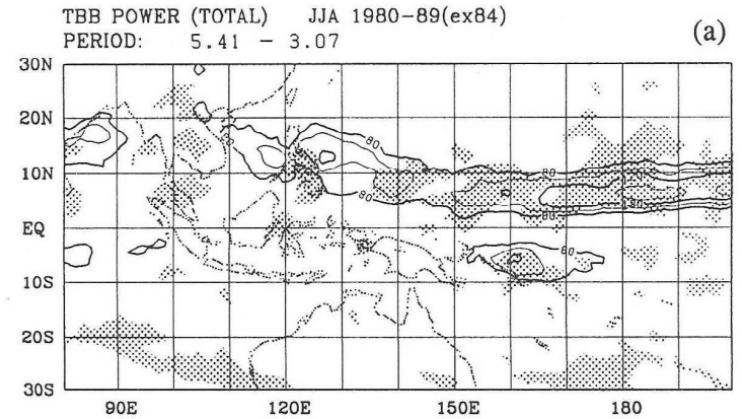 TBB POWER (TOTAL) JJA 1980-89(ex84)
PERIOD: 5.41 - 3.07
(a)
30N
20N
10N
EQ
10S
20S
30S
80
80
80
80
80
80
90E 120E 150E 180